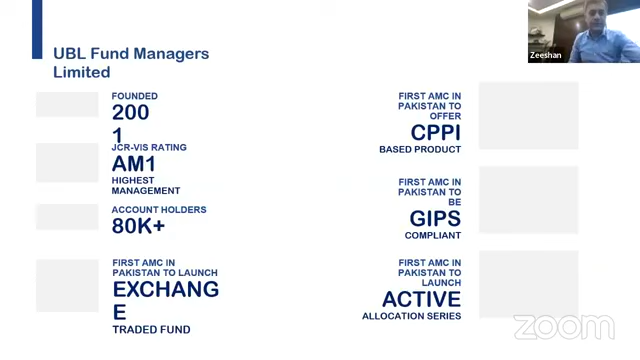 UBL Fund Managers
Limited
FOUNDED
200
1
JCR-VIS RATING
AM1
HIGHEST
MANAGEMENT
ACCOUNT HOLDERS
80K+
FIRST AMC IN
PAKISTAN TO LAUNCH
EXCHANG
E
TRADED FUND
FIRST AMC IN
PAKISTAN TO
OFFER
CPPI
BASED PRODUCT
FIRST AMC IN
PAKISTAN TO
BE
GIPS
COMPLIANT
FIRST AMC IN
PAKISTAN TO
LAUNCH
ACTIVE
ALLOCATION SERIES
Zeeshan
zoom